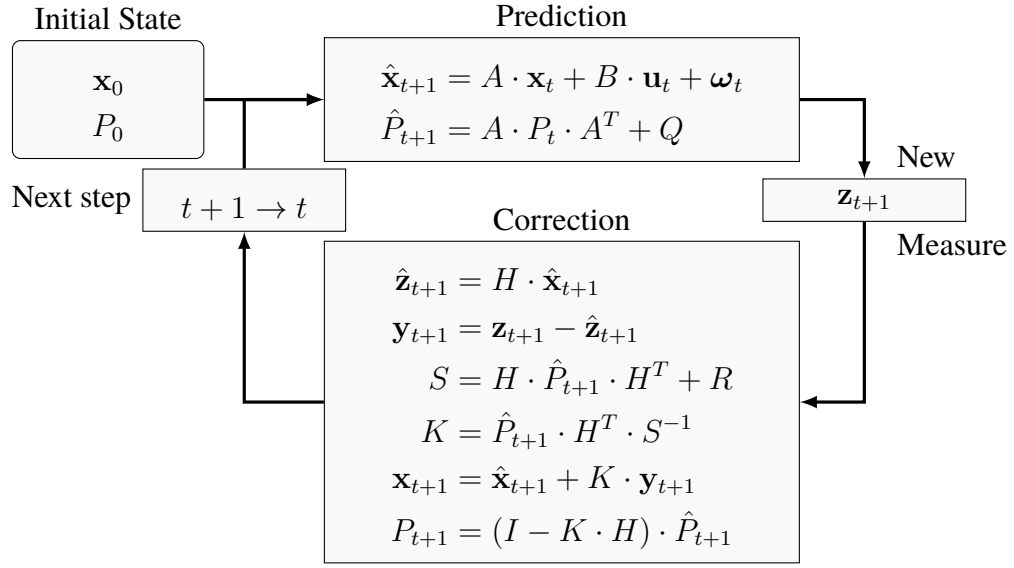 Initial State
𝐱₀
P₀
Prediction
𝐱̂ₜ₊₁ = A · 𝐱ₜ + B · 𝐮ₜ + 𝝎ₜ
P̂ₜ₊₁ = A · Pₜ · Aᵀ + Q
New
𝐳ₜ₊₁
Measure
Next step
t + 1 → t
Correction
𝐳̂ₜ₊₁ = H · 𝐱̂ₜ₊₁
𝐲ₜ₊₁ = 𝐳ₜ₊₁ − 𝐳̂ₜ₊₁
S = H · P̂ₜ₊₁ · Hᵀ + R
K = P̂ₜ₊₁ · Hᵀ · S⁻¹
𝐱ₜ₊₁ = 𝐱̂ₜ₊₁ + K · 𝐲ₜ₊₁
Pₜ₊₁ = (I − K · H) · P̂ₜ₊₁